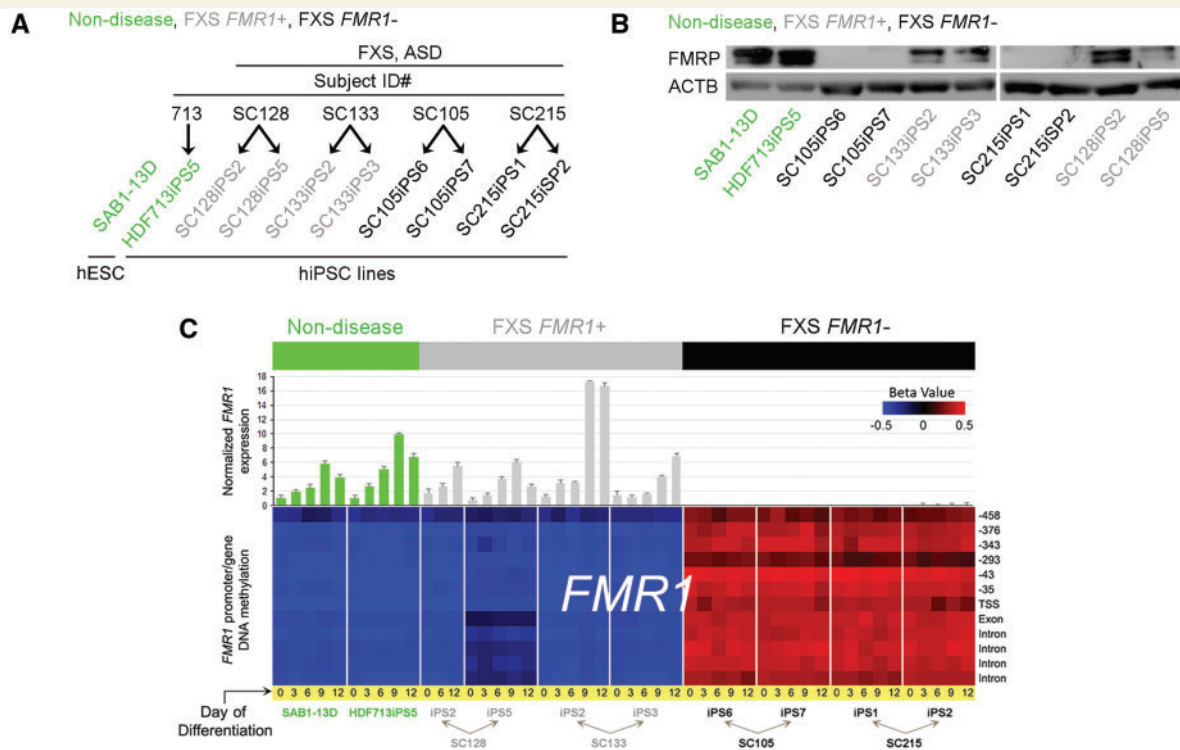 A
Non-disease, FXS FMR1+, FXS FMR1-
FXS, ASD
Subject ID#
713 SC128 SC133 SC105 SC215
SAB1-13D
HDF713iPS5
SC128iPS2
SC128iPS5
SC133iPS2
SC133iPS3
SC105iPS6
SC105iPS7
SC215iPS1
SC215iSP2
hESC hiPSC lines
B
Non-disease, FXS FMR1+, FXS FMR1-
FMRP
ACTB
SAB1-13D
HDF713iPS5
SC105iPS6
SC105iPS7
SC133iPS2
SC133iPS3
SC215iPS1
SC215iSP2
SC128iPS2
SC128iPS5
C
Non-disease FXS FMR1+ FXS FMR1-
Normalized FMR1
expression
18
16
14
12
10
8
6
4
2
0
Beta Value
-0.5 0 0.5
FMR1 promoter/gene
DNA methylation
FMR1
-458
-376
-343
-293
-43
-35
TSS
Exon
Intron
Intron
Intron
Intron
Day of
Differentiation
0 3 6 9 12 0 3 6 9 12 0 6 12 0 3 6 9 12 0 3 6 9 12 0 3 6 9 12 0 3 6 9 12 0 3 6 9 12 0 3 6 9 12 0 3 6 9 12
SAB1-13D HDF713iPS5 iPS2 iPS5 iPS2 iPS3 iPS6 iPS7 iPS1 iPS2
SC128 SC133 SC105 SC215